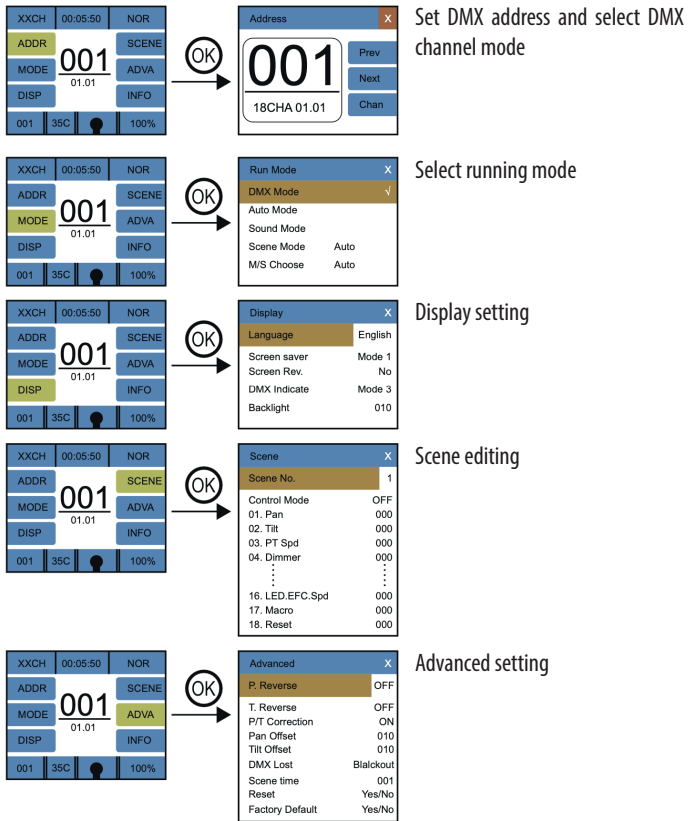 XXCH 00:05:50 NOR
ADDR SCENE
MODE 001 ADVA
01.01
DISP INFO
001 35C 100%
OK
Address X
001
18CHA 01.01
Prev
Next
Chan
Set DMX address and select DMX
channel mode
XXCH 00:05:50 NOR
ADDR SCENE
MODE 001 ADVA
01.01
DISP INFO
001 35C 100%
OK
Run Mode X
DMX Mode √
Auto Mode
Sound Mode
Scene Mode Auto
M/S Choose Auto
Select running mode
XXCH 00:05:50 NOR
ADDR SCENE
MODE 001 ADVA
01.01
DISP INFO
001 35C 100%
OK
Display X
Language English
Screen saver Mode 1
Screen Rev. No
DMX Indicate Mode 3
Backlight 010
Display setting
XXCH 00:05:50 NOR
ADDR SCENE
MODE 001 ADVA
01.01
DISP INFO
001 35C 100%
OK
Scene X
Scene No. 1
Control Mode OFF
01. Pan 000
02. Tilt 000
03. PT Spd 000
04. Dimmer 000
16. LED.EFC.Spd 000
17. Macro 000
18. Reset 000
Scene editing
XXCH 00:05:50 NOR
ADDR SCENE
MODE 001 ADVA
01.01
DISP INFO
001 35C 100%
OK
Advanced X
P. Reverse OFF
T. Reverse OFF
P/T Correction ON
Pan Offset 010
Tilt Offset 010
DMX Lost Blalckout
Scene time 001
Reset Yes/No
Factory Default Yes/No
Advanced setting